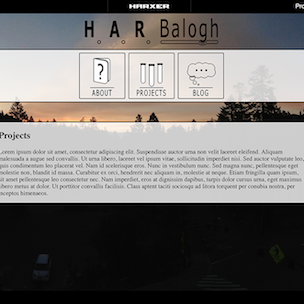 HARXER
Pro
H.A.R. Balogh
ABOUT
PROJECTS
BLOG
Projects
Lorem ipsum dolor sit amet, consectetur adipiscing elit. Suspendisse auctor urna non velit laoreet eleifend. Aliquam
malesuada a augue sed convallis. Ut urna libero, laoreet vel ipsum vitae, sollicitudin imperdiet nisi. Sed auctor vulputate leo,
quis condimentum leo placerat vel. Nam id scelerisque eros. Nunc in vestibulum nunc. Sed magna nunc, pellentesque eget
molestie non, blandit id massa. Curabitur ex orci, hendrerit nec aliquam in, molestie at neque. Etiam fringilla quam ipsum,
sit amet pellentesque leo consectetur nec. Nam imperdiet, eros at dignissim dapibus, turpis dolor cursus urna, eget maximus
libero metus at dolor. Ut porttitor convallis facilisis. Class aptent taciti sociosqu ad litora torquent per conubia nostra, per
inceptos himenaeos.